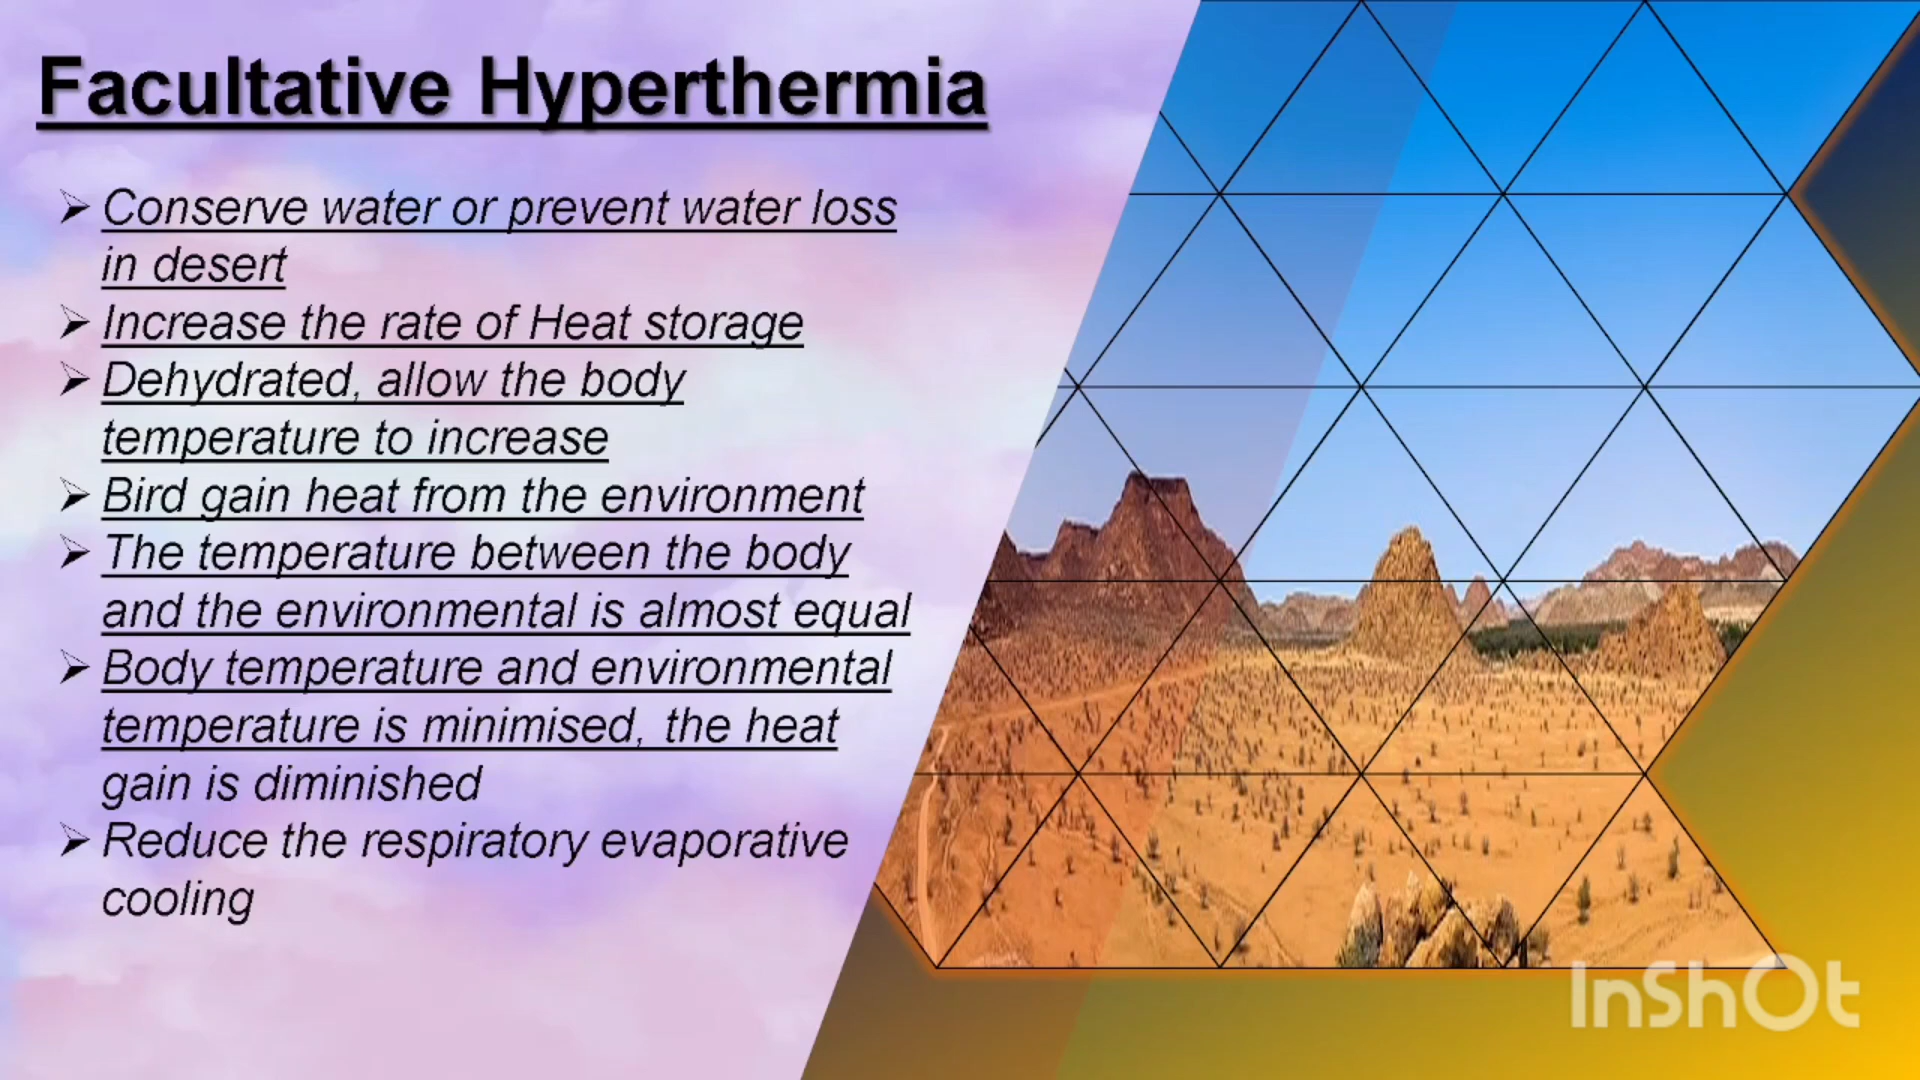 Facultative Hyperthermia
➢ Conserve water or prevent water loss
in desert
➢ Increase the rate of Heat storage
➢ Dehydrated, allow the body
temperature to increase
➢ Bird gain heat from the environment
➢ The temperature between the body
and the environmental is almost equal
➢ Body temperature and environmental
temperature is minimised, the heat
gain is diminished
➢ Reduce the respiratory evaporative
cooling
InShOt